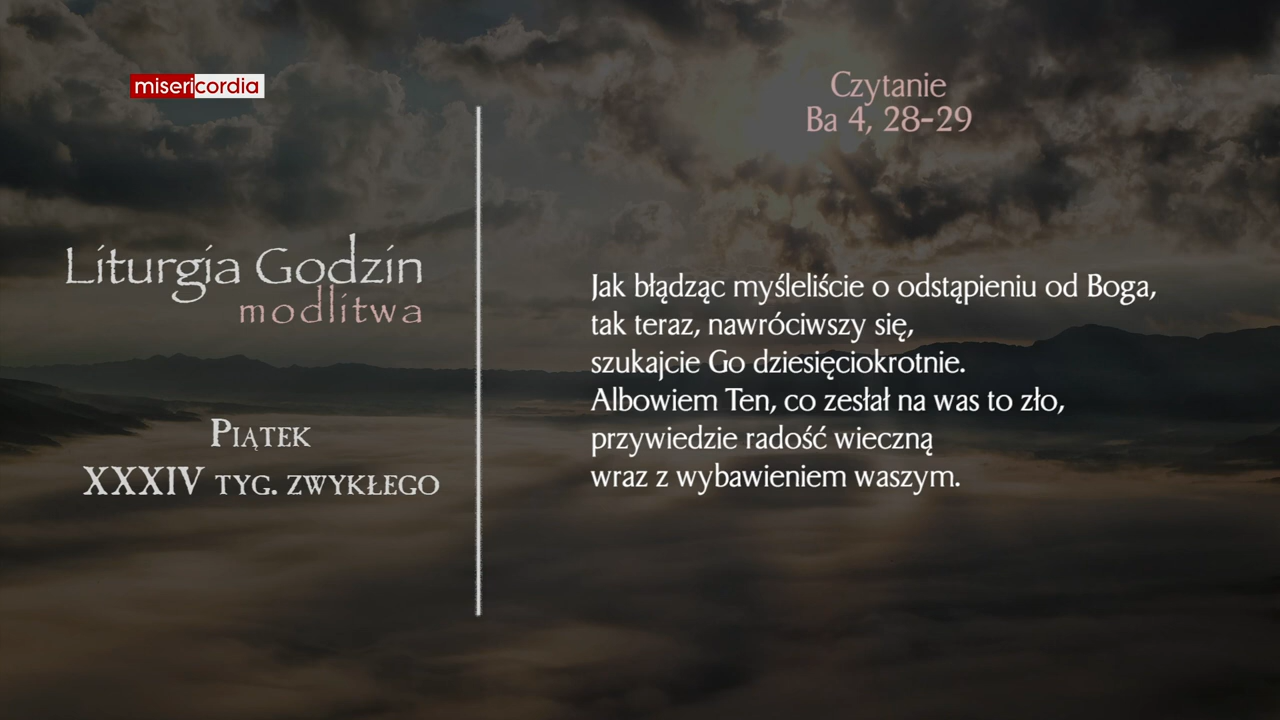 misericordia
Liturgia Godzin
modlitwa
Piątek
XXXIV tyg. zwykłego
Czytanie
Ba 4, 28-29
Jak błądząc myśleliście o odstąpieniu od Boga,
tak teraz, nawróciwszy się,
szukajcie Go dziesięciokrotnie.
Albowiem Ten, co zesłał na was to zło,
przywiedzie radość wieczną
wraz z wybawieniem waszym.